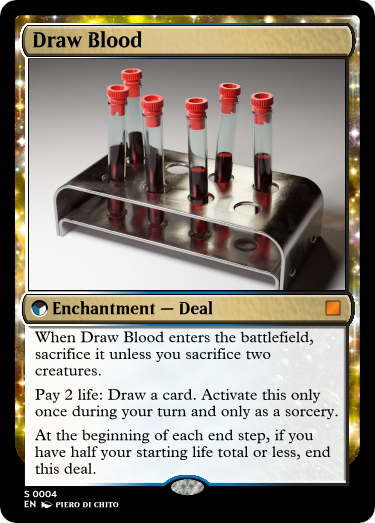 Draw Blood
Enchantment — Deal
When Draw Blood enters the battlefield,
sacrifice it unless you sacrifice two
creatures.
Pay 2 life: Draw a card. Activate this only
once during your turn and only as a sorcery.
At the beginning of each end step, if you
have half your starting life total or less, end
this deal.
S 0004
EN PIERO DI CHITO